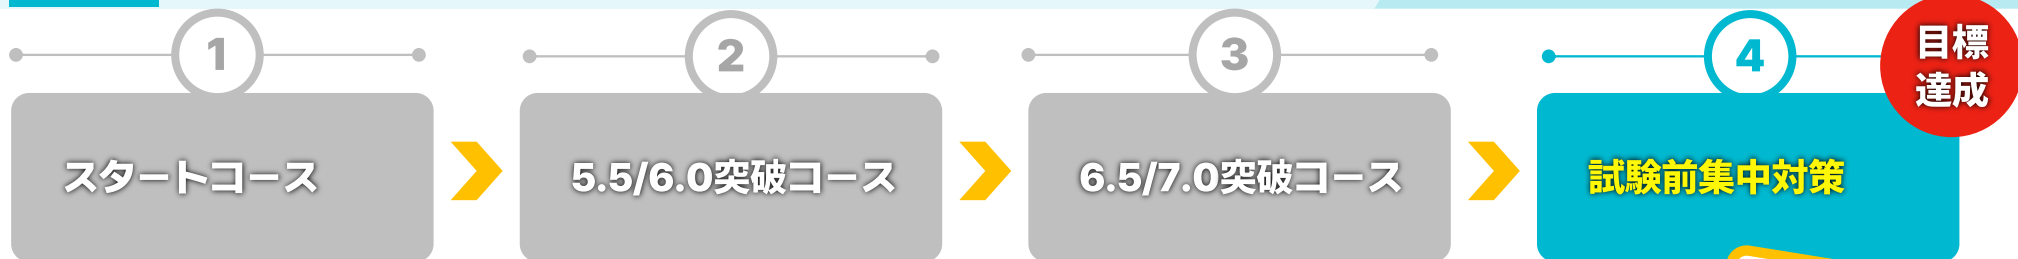 1
スタートコース
2
5.5/6.0突破コース
3
6.5/7.0突破コース
4
試験前集中対策
目標
達成